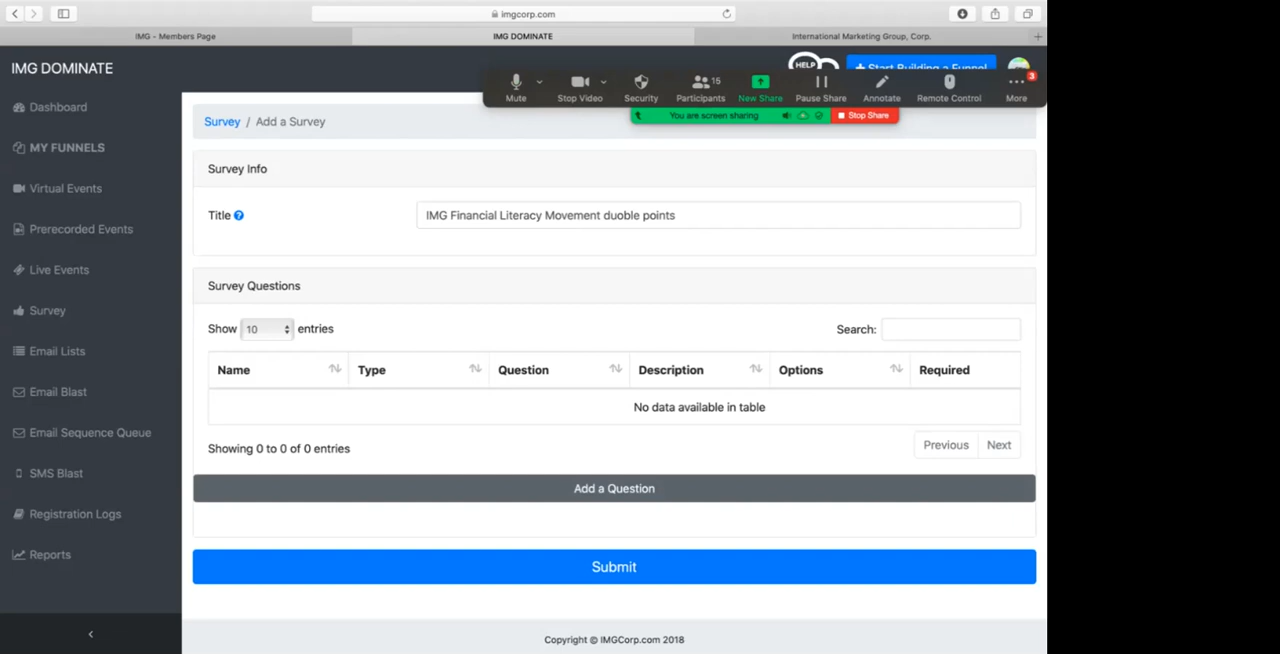 imgcorp.com
IMG - Members Page
IMG DOMINATE
International Marketing Group, Corp.
IMG DOMINATE
HELP
Start Building a Funnel
Mute
Stop Video
Security
Participants 15
New Share
Pause Share
Annotate
Remote Control
3
More
You are screen sharing
Stop Share
Dashboard
MY FUNNELS
Virtual Events
Prerecorded Events
Live Events
Survey
Email Lists
Email Blast
Email Sequence Queue
SMS Blast
Registration Logs
Reports
Survey / Add a Survey
Survey Info
Title
IMG Financial Literacy Movement duoble points
Survey Questions
Show 10 entries
Search:
Name Type Question Description Options Required
No data available in table
Showing 0 to 0 of 0 entries
Previous Next
Add a Question
Submit
Copyright © IMGCorp.com 2018